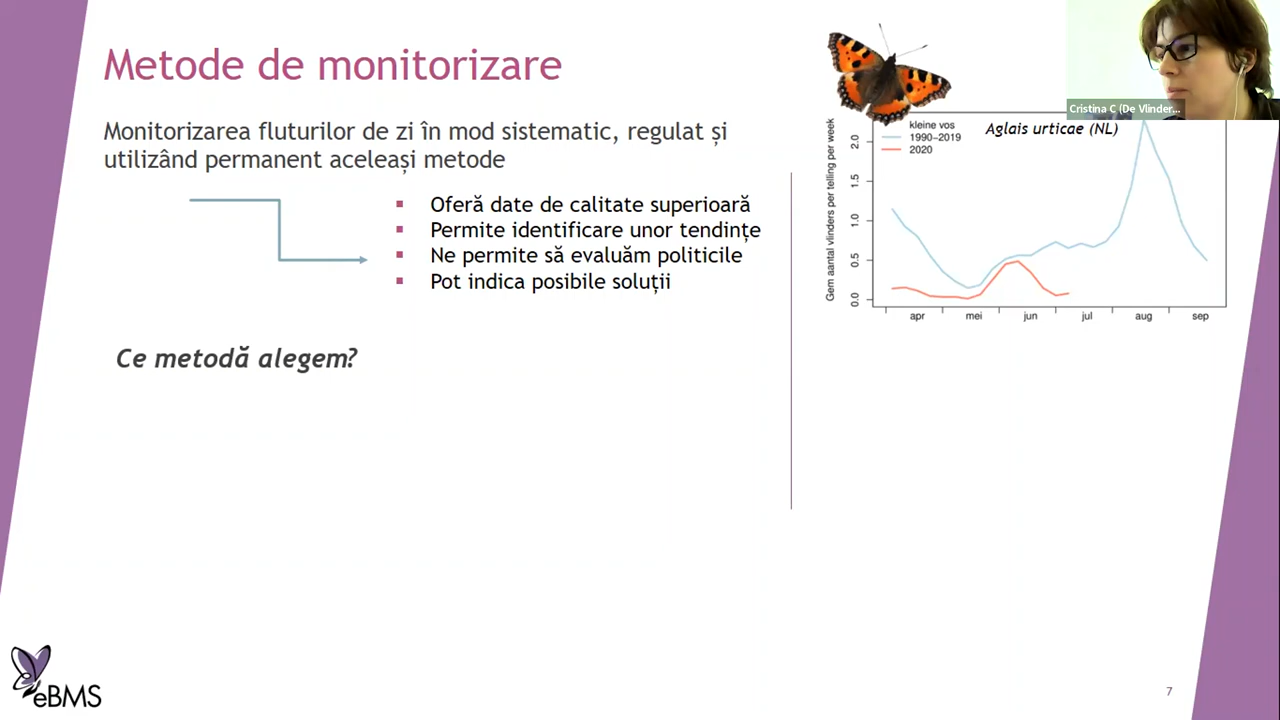 Metode de monitorizare
Monitorizarea fluturilor de zi în mod sistematic, regulat și
utilizând permanent aceleași metode
Oferă date de calitate superioară
Permite identificare unor tendințe
Ne permite să evaluăm politicile
Pot indica posibile soluții
Ce metodă alegem?
Cristina C (De Vlinder...
Aglais urticae (NL)
kleine vos
1990–2019
2020
Gem aantal vlinders per telling per week
2.0
1.5
1.0
0.5
0.0
apr mei jun jul aug sep
eBMS
7